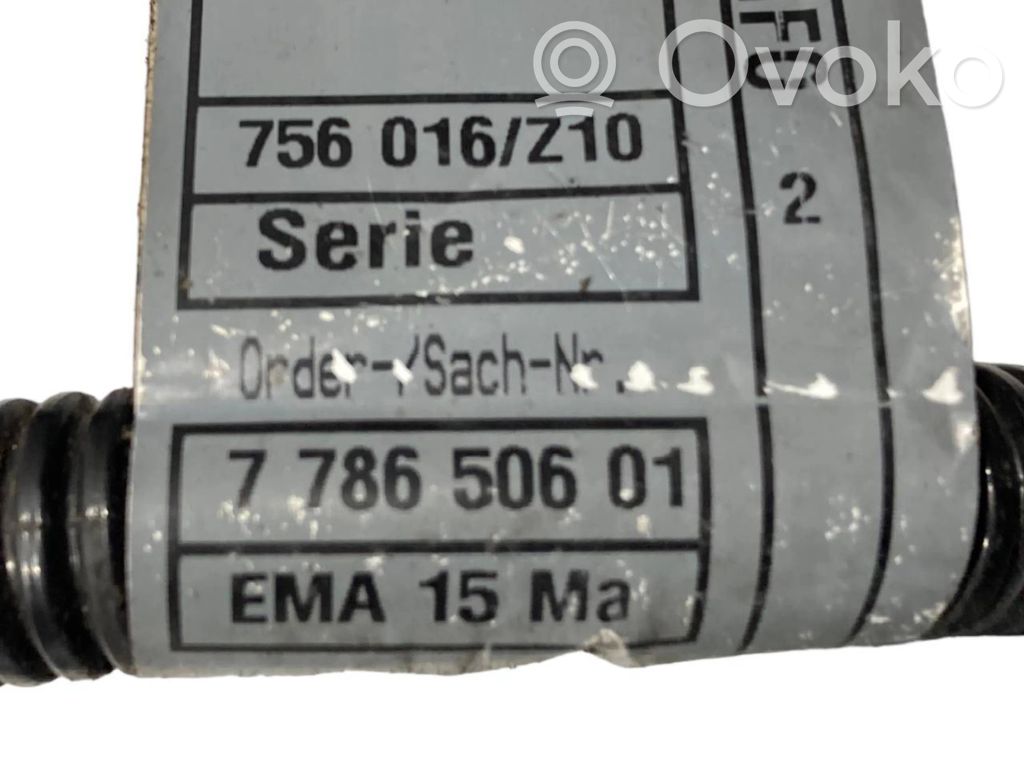 Ovoko
756 016/Z10
Serie
2
Order-/Sach-Nr.
7 786 506 01
EMA 15 Ma